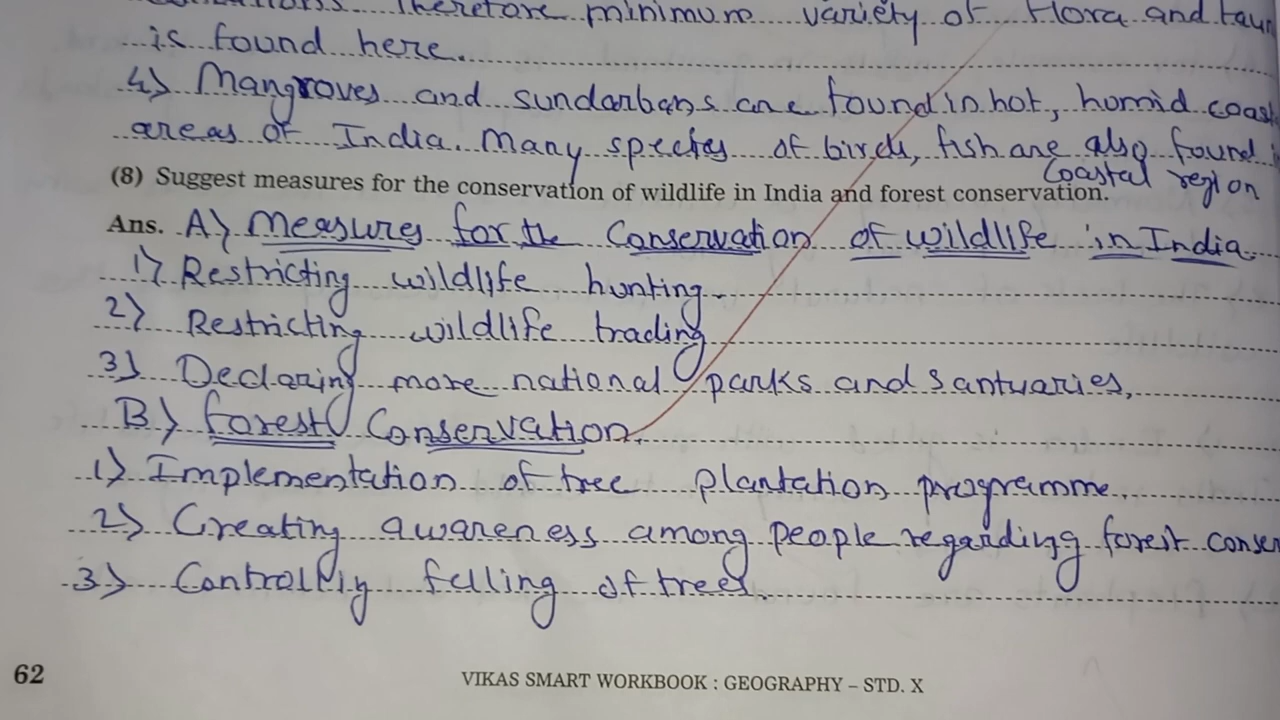 Therefore minimum variety of flora and faun
is found here.
4) Mangroves and sundarbans are found in hot, humid coast
areas of India. Many species of birds, fish are also found
coastal region
(8) Suggest measures for the conservation of wildlife in India and forest conservation.
Ans. A) Measures for the Conservation of wildlife in India.
1) Restricting wildlife hunting.
2) Restricting wildlife trading
3) Declaring more national parks and santuaries,
B) forest Conservation.
1) Implementation of tree plantation programme.
2) Creating awareness among people regarding forest conser
3) Controlling felling of trees.
62
VIKAS SMART WORKBOOK : GEOGRAPHY – STD. X